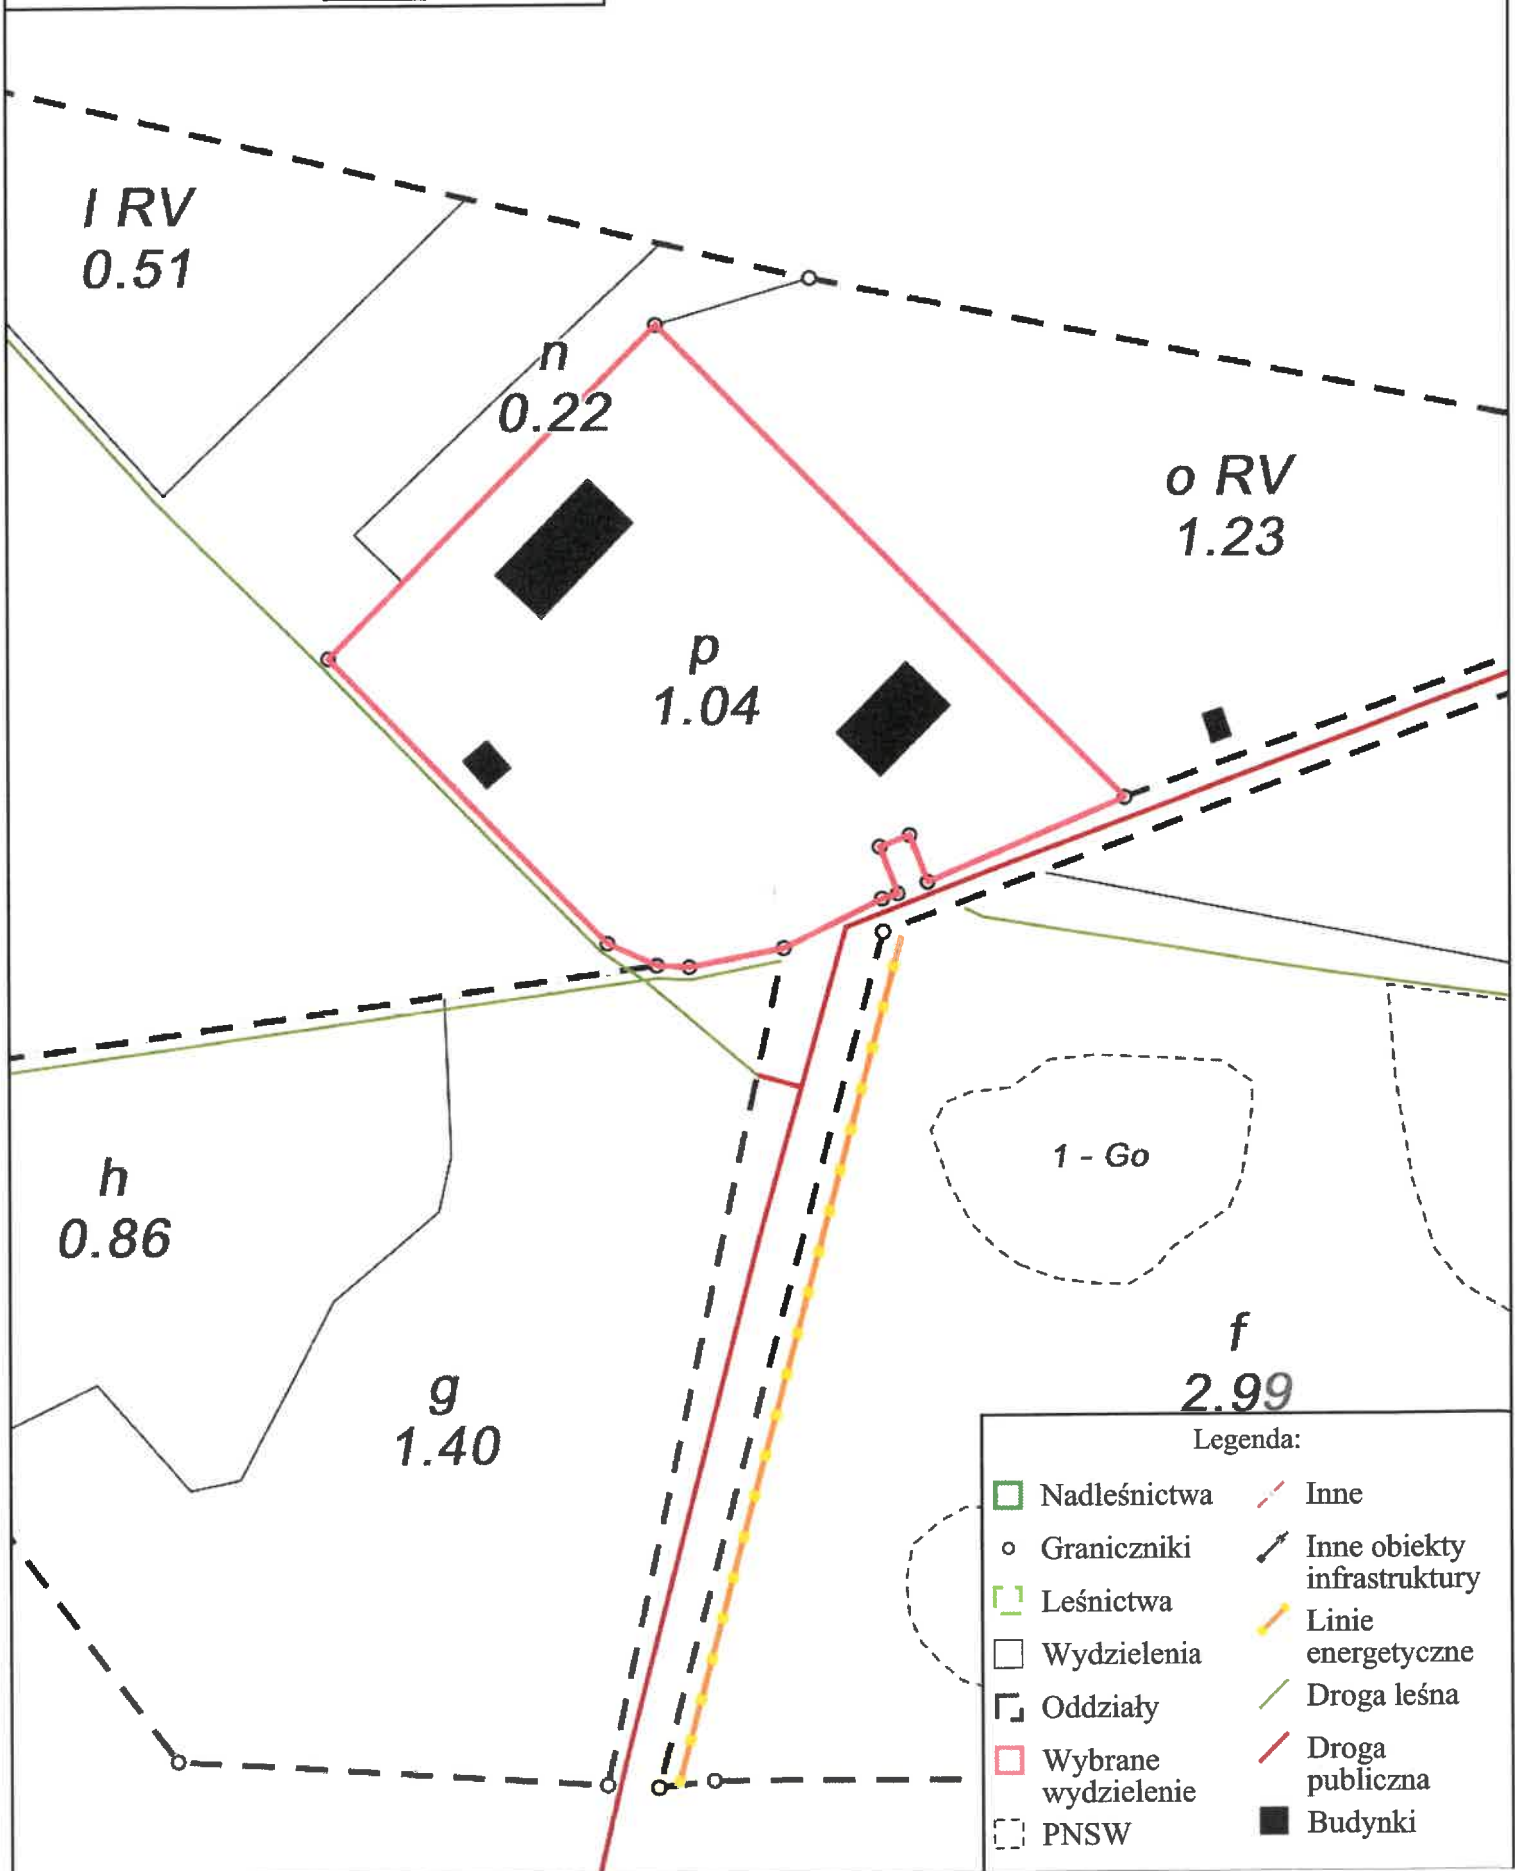 l RV
0.51
n
0.22
o RV
1.23
p
1.04
1 - Go
h
0.86
f
2.99
g
1.40
Legenda:
Nadleśnictwa
Graniczniki
Leśnictwa
Wydzielenia
Oddziały
Wybrane
wydzielenie
PNSW
Inne
Inne obiekty
infrastruktury
Linie
energetyczne
Droga leśna
Droga
publiczna
Budynki